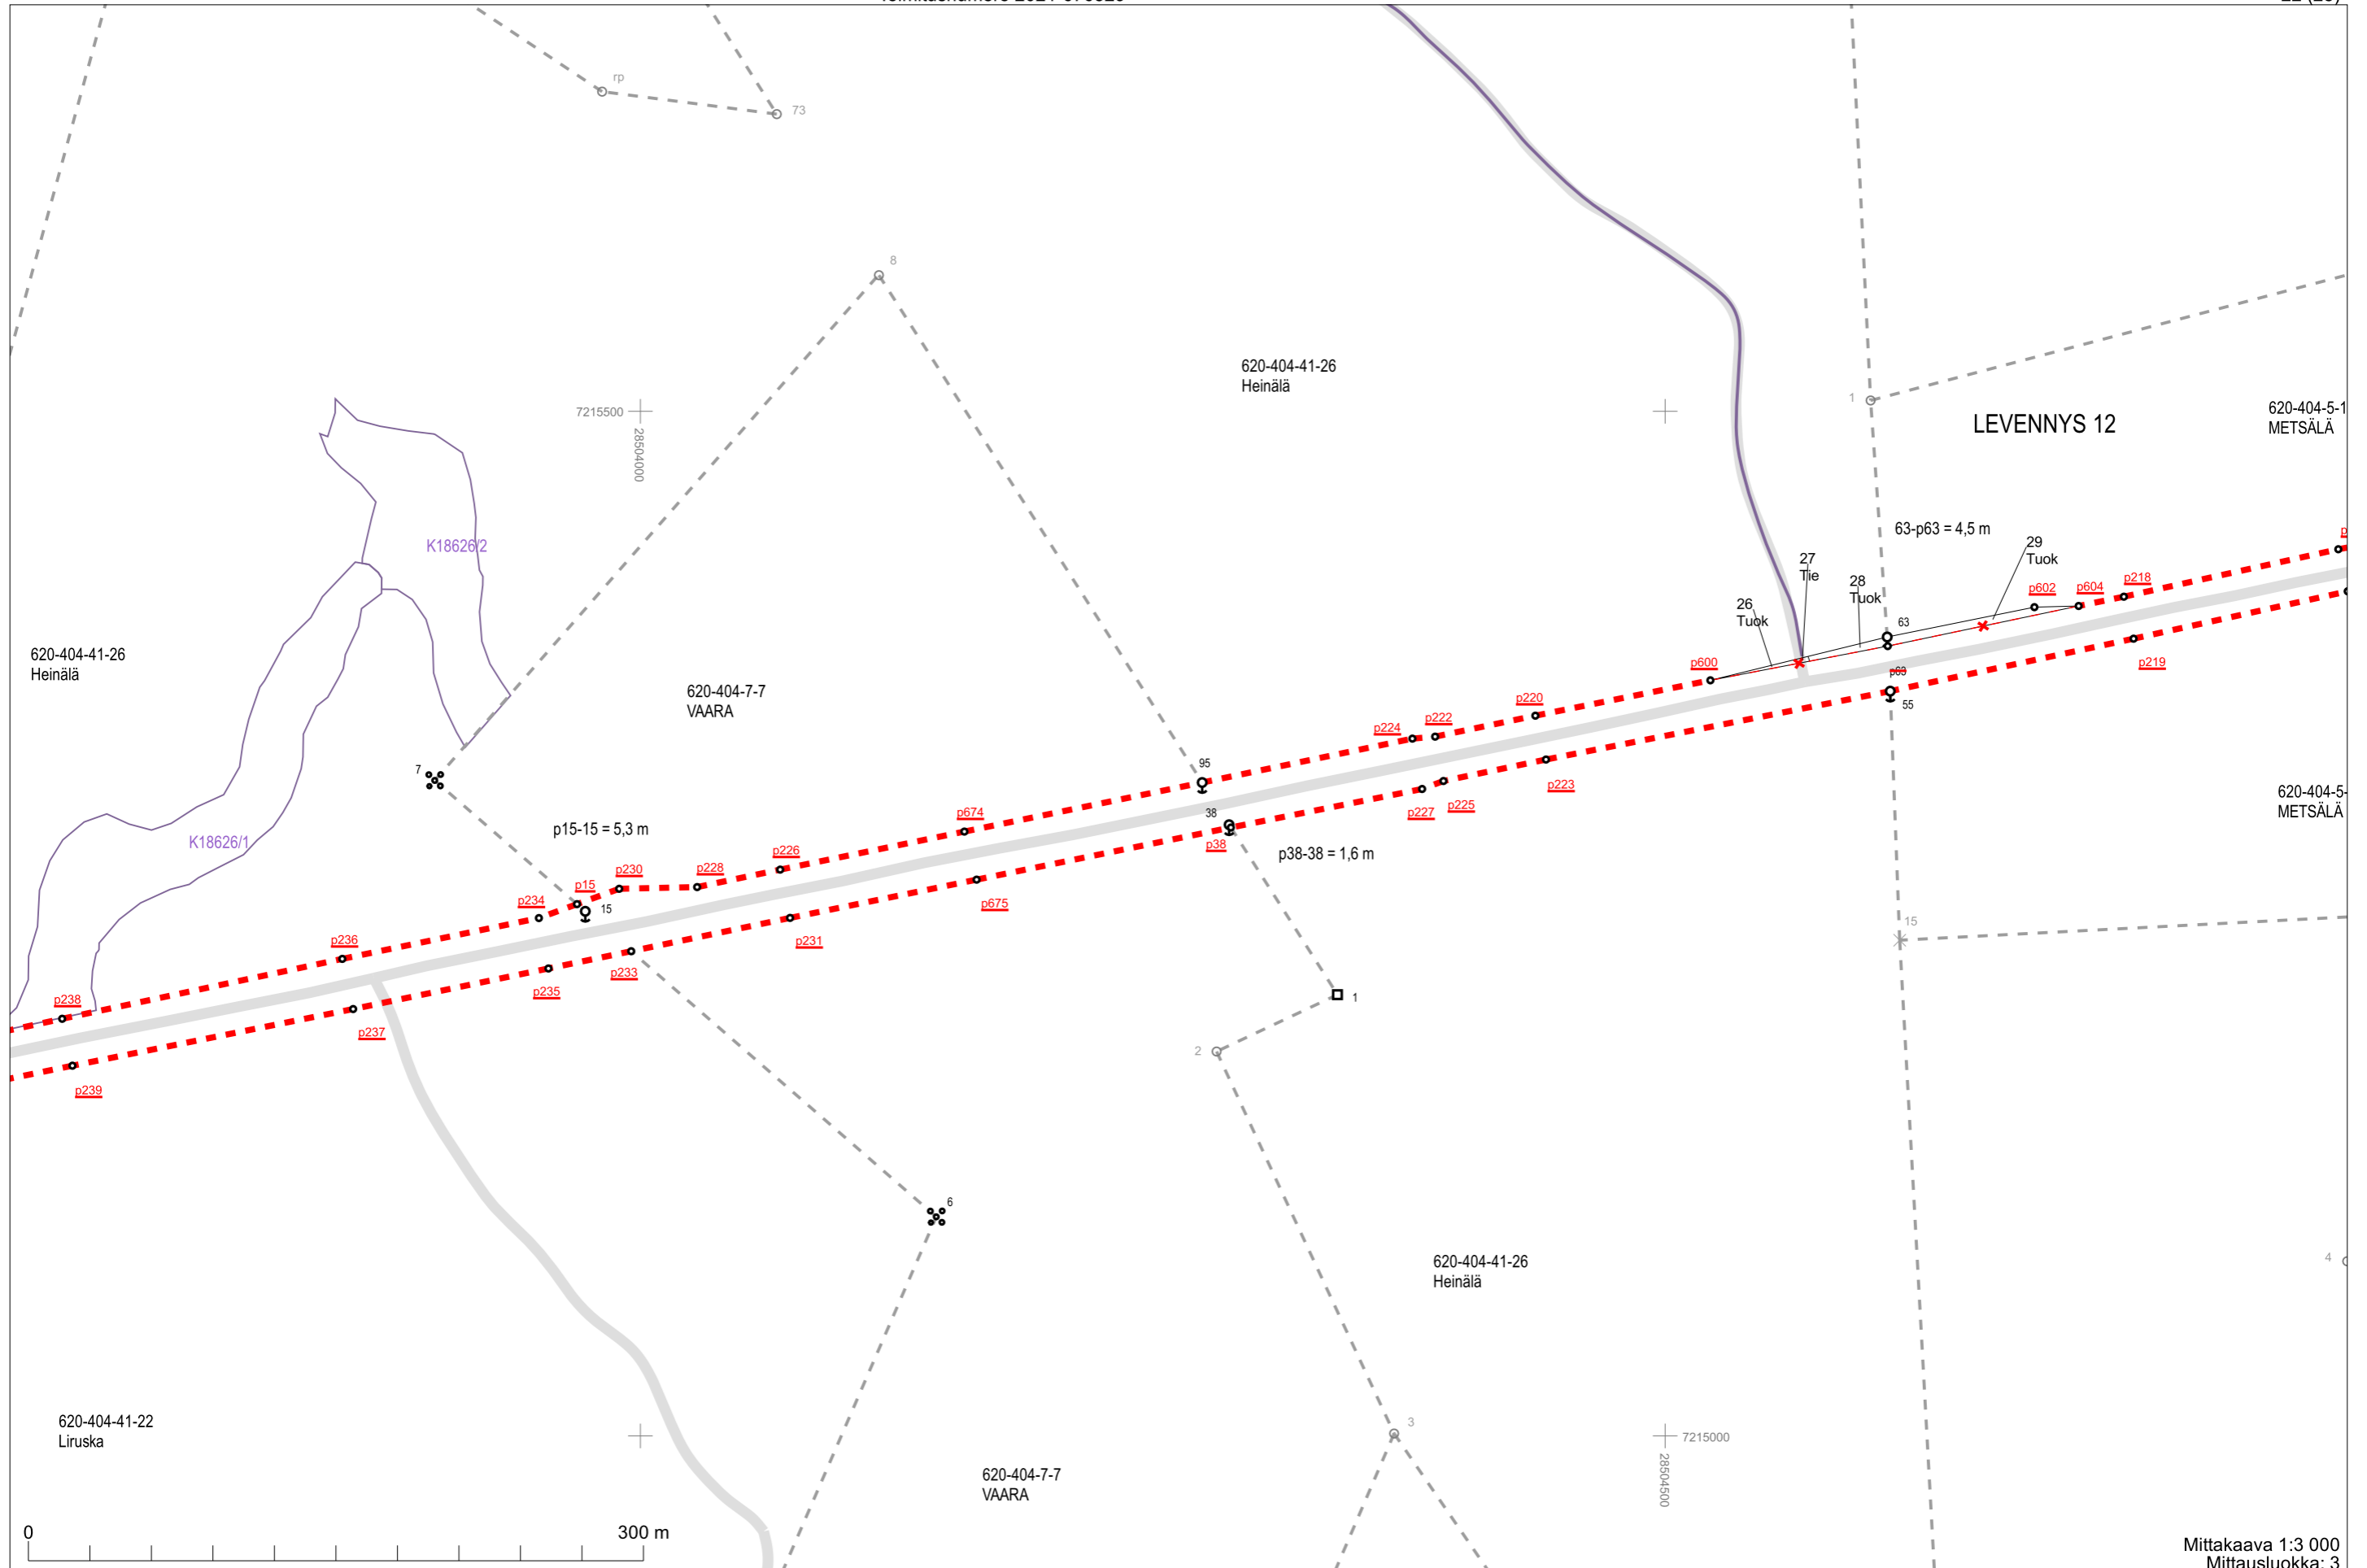 rp
73
8
620-404-41-26
Heinälä
7215500
28504000
1
LEVENNYS 12
620-404-5-1
METSÄLÄ
K18626/2
63-p63 = 4,5 m
29
Tuok
27
Tie
28
Tuok
26
Tuok
p602
p604
p218
63
p600
p63
55
p219
620-404-41-26
Heinälä
620-404-7-7
VAARA
p220
p222
p224
7
95
38
p38
p223
p225
p227
620-404-5-
METSÄLÄ
K18626/1
p15-15 = 5,3 m
p674
p38-38 = 1,6 m
p226
p228
p230
p15
p234
15
p675
p231
p233
p235
p236
p237
p238
p239
15
1
2
6
620-404-41-26
Heinälä
4
3
620-404-41-22
Liruska
620-404-7-7
VAARA
7215000
28504500
0
300 m
Mittakaava 1:3 000
Mittausluokka: 3